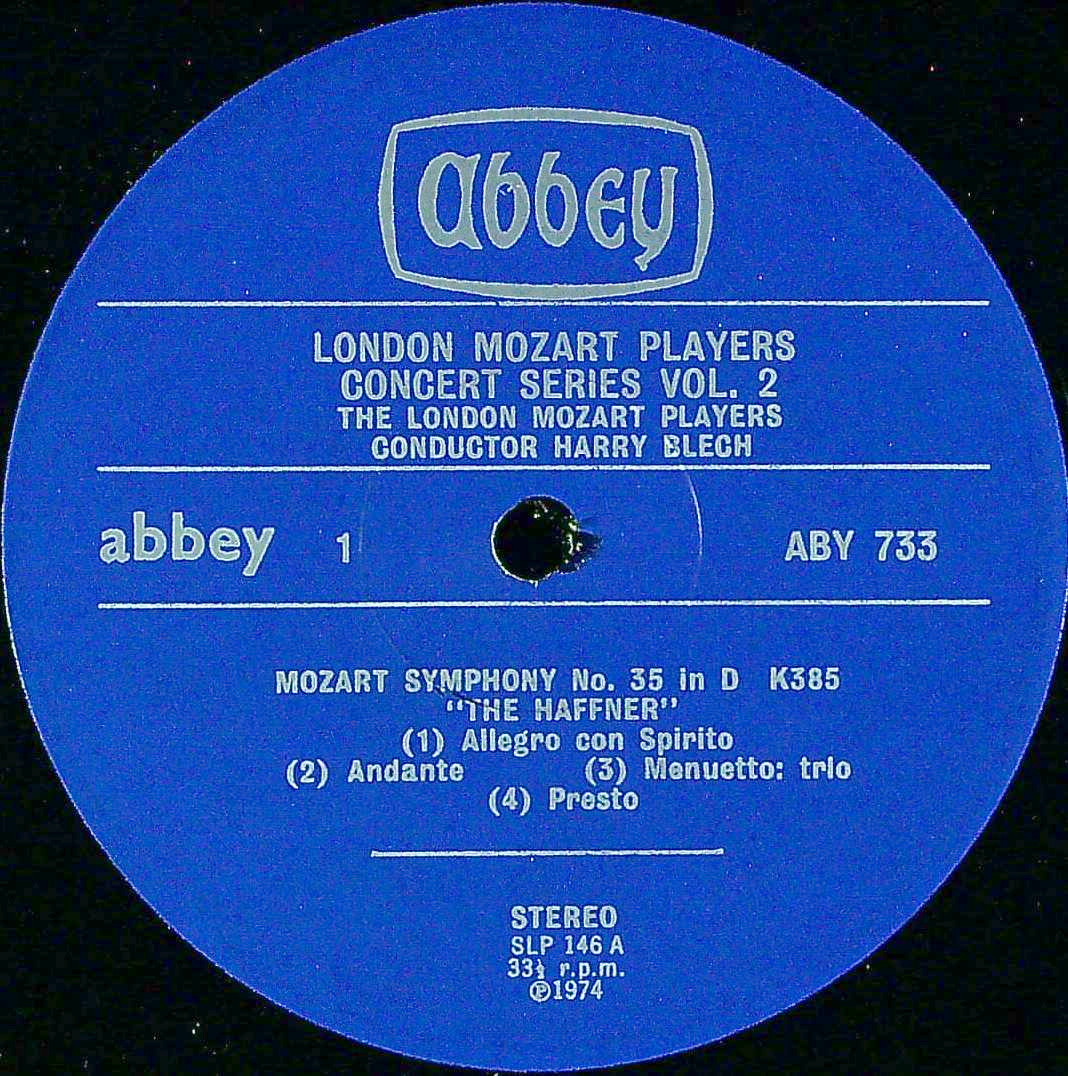 abbey
LONDON MOZART PLAYERS
CONCERT SERIES VOL. 2
THE LONDON MOZART PLAYERS
CONDUCTOR HARRY BLECH
abbey 1 ABY 733
MOZART SYMPHONY No. 35 in D K385
“THE HAFFNER”
(1) Allegro con Spirito
(2) Andante (3) Menuetto: trio
(4) Presto
STEREO
SLP 146 A
33⅓ r.p.m.
℗1974